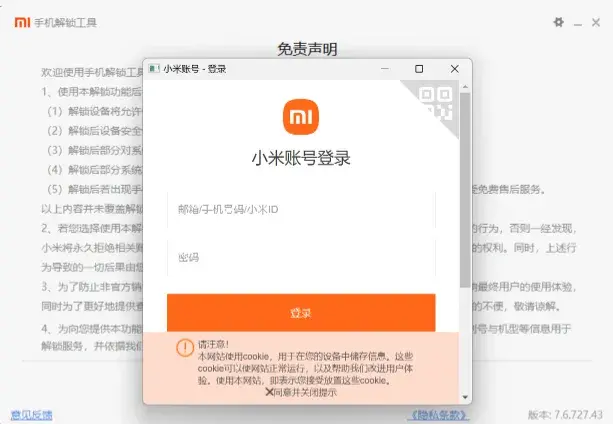 手机解锁工具
免责声明
欢迎使用手机解锁工具
1、使用本解锁功能后
（1）解锁设备将允许
（2）解锁后设备安全
（3）解锁后部分对系
（4）解锁后部分系统
（5）解锁后若出现手
受免费售后服务。
以上内容并未覆盖解锁
2、若您选择使用本解
的行为，否则一经发现，
小米将永久拒绝相关账
的权利。同时，上述行
为导致的一切后果由您
3、为了防止非官方销
响最终用户的使用体验，
同时为了更好地提供查
的不便，敬请谅解。
4、为向您提供本功能
号与机型等信息用于
解锁服务，并依据我们
小米账号 - 登录
mi
小米账号登录
邮箱/手机号码/小米ID
密码
登录
请注意！
本网站使用cookie，用于在您的设备中储存信息。这些
cookie可以使网站正常运行，以及帮助我们改进用户体
验。使用本网站，即表示您接受放置这些cookie。
同意并关闭提示
意见反馈
《隐私条款》
版本: 7.6.727.43